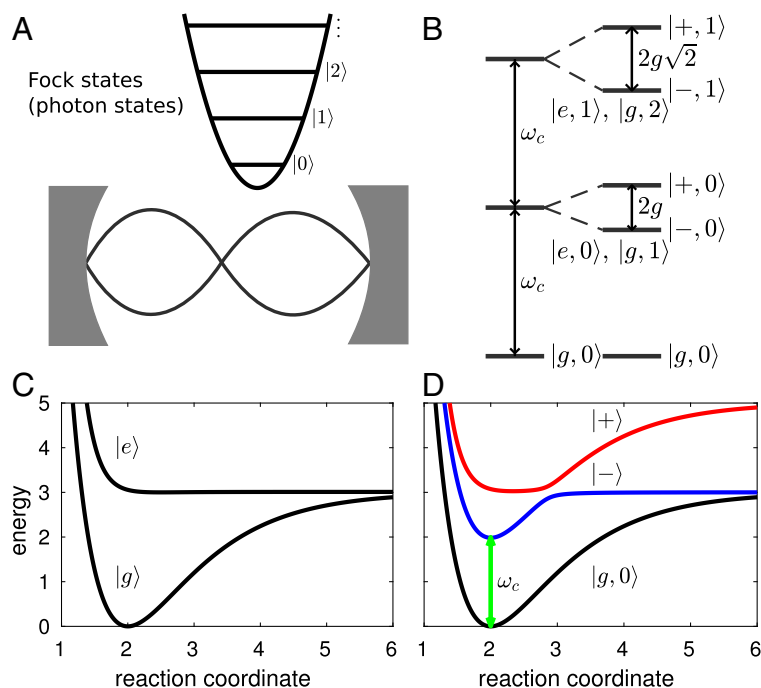 A
Fock states
(photon states)
⋮
|2⟩
|1⟩
|0⟩
B
|+, 1⟩
2g√2
|−, 1⟩
|e, 1⟩, |g, 2⟩
ω_c
|+, 0⟩
2g
|−, 0⟩
|e, 0⟩, |g, 1⟩
ω_c
|g, 0⟩ |g, 0⟩
C
5
4
3
2
1
0
energy
|e⟩
|g⟩
1 2 3 4 5 6
reaction coordinate
D
|+⟩
|−⟩
|g, 0⟩
ω_c
1 2 3 4 5 6
reaction coordinate